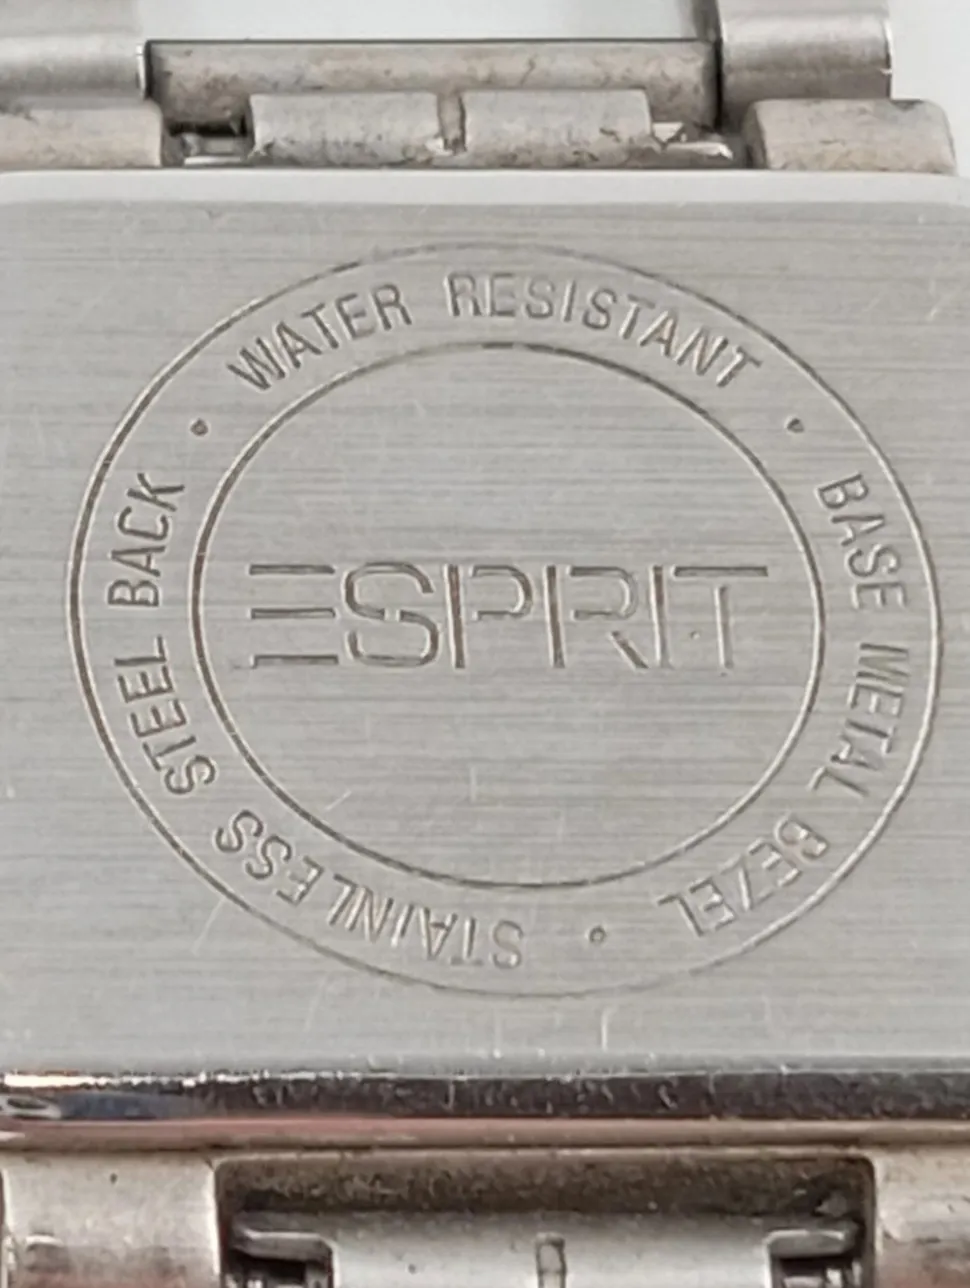 WATER RESISTANT • BASE METAL BEZEL • STAINLESS STEEL BACK •
ESPRIT